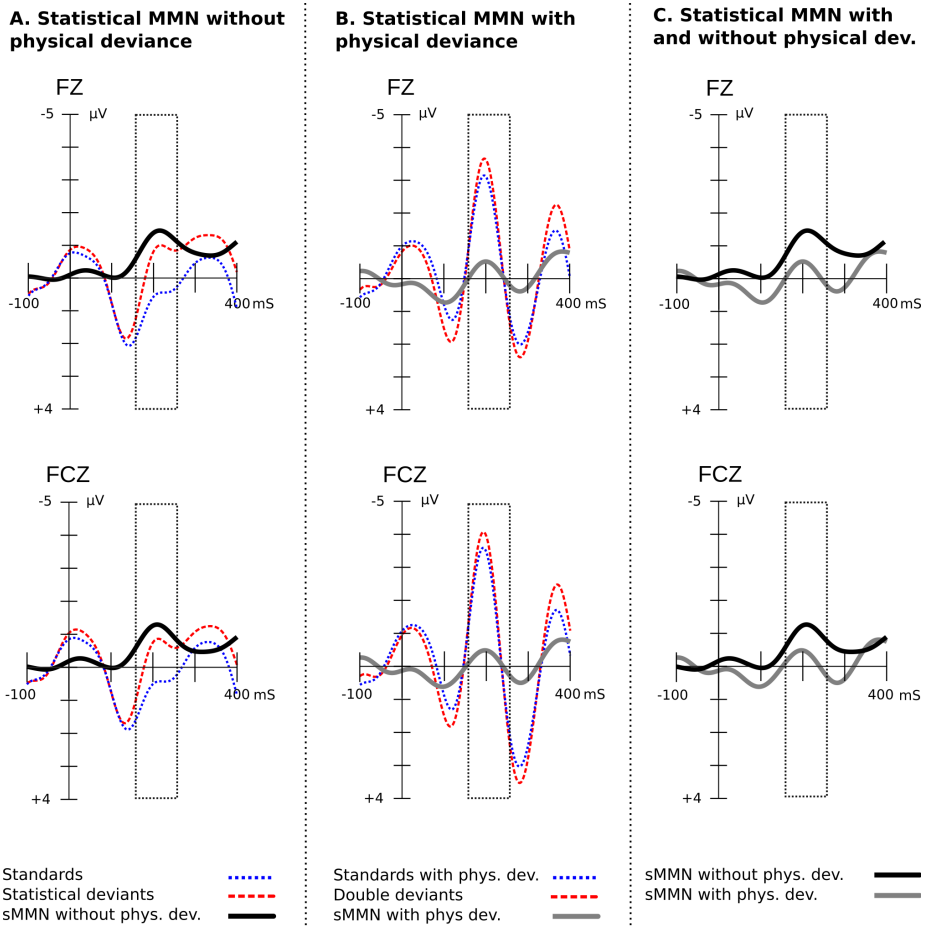 A. Statistical MMN without
physical deviance
FZ
-5
µV
-100
400 mS
+4
FCZ
-5
µV
-100
400 mS
+4
Standards
Statistical deviants
sMMN without phys. dev.
B. Statistical MMN with
physical deviance
FZ
-5
µV
-100
400 mS
+4
FCZ
-5
µV
-100
400 mS
+4
Standards with phys. dev.
Double deviants
sMMN with phys dev.
C. Statistical MMN with
and without physical dev.
FZ
-5
µV
-100
400 mS
+4
FCZ
-5
µV
-100
400 mS
+4
sMMN without phys. dev.
sMMN with phys. dev.